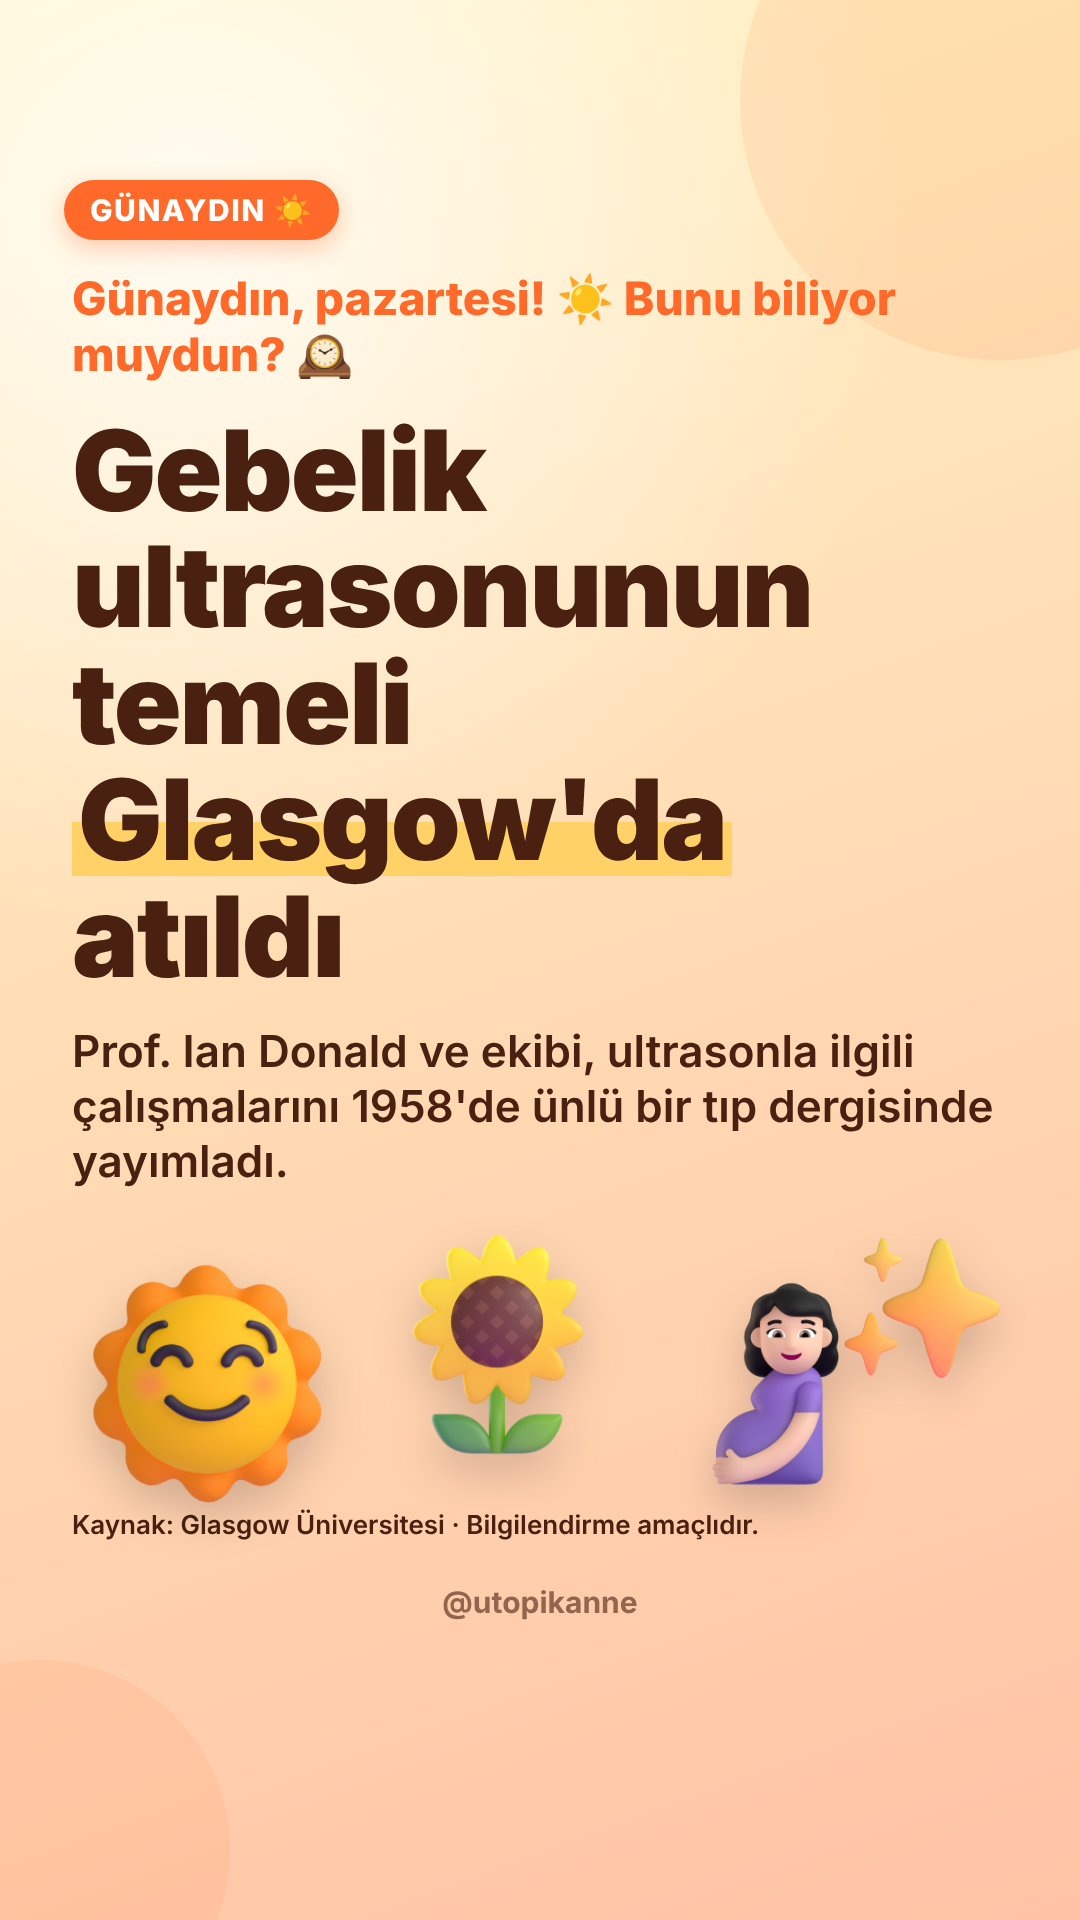 GÜNAYDIN ☀️
Günaydın, pazartesi! ☀️ Bunu biliyor
muydun? 🕰️
Gebelik
ultrasonunun
temeli
Glasgow'da
atıldı
Prof. Ian Donald ve ekibi, ultrasonla ilgili
çalışmalarını 1958'de ünlü bir tıp dergisinde
yayımladı.
Kaynak: Glasgow Üniversitesi · Bilgilendirme amaçlıdır.
@utopikanne